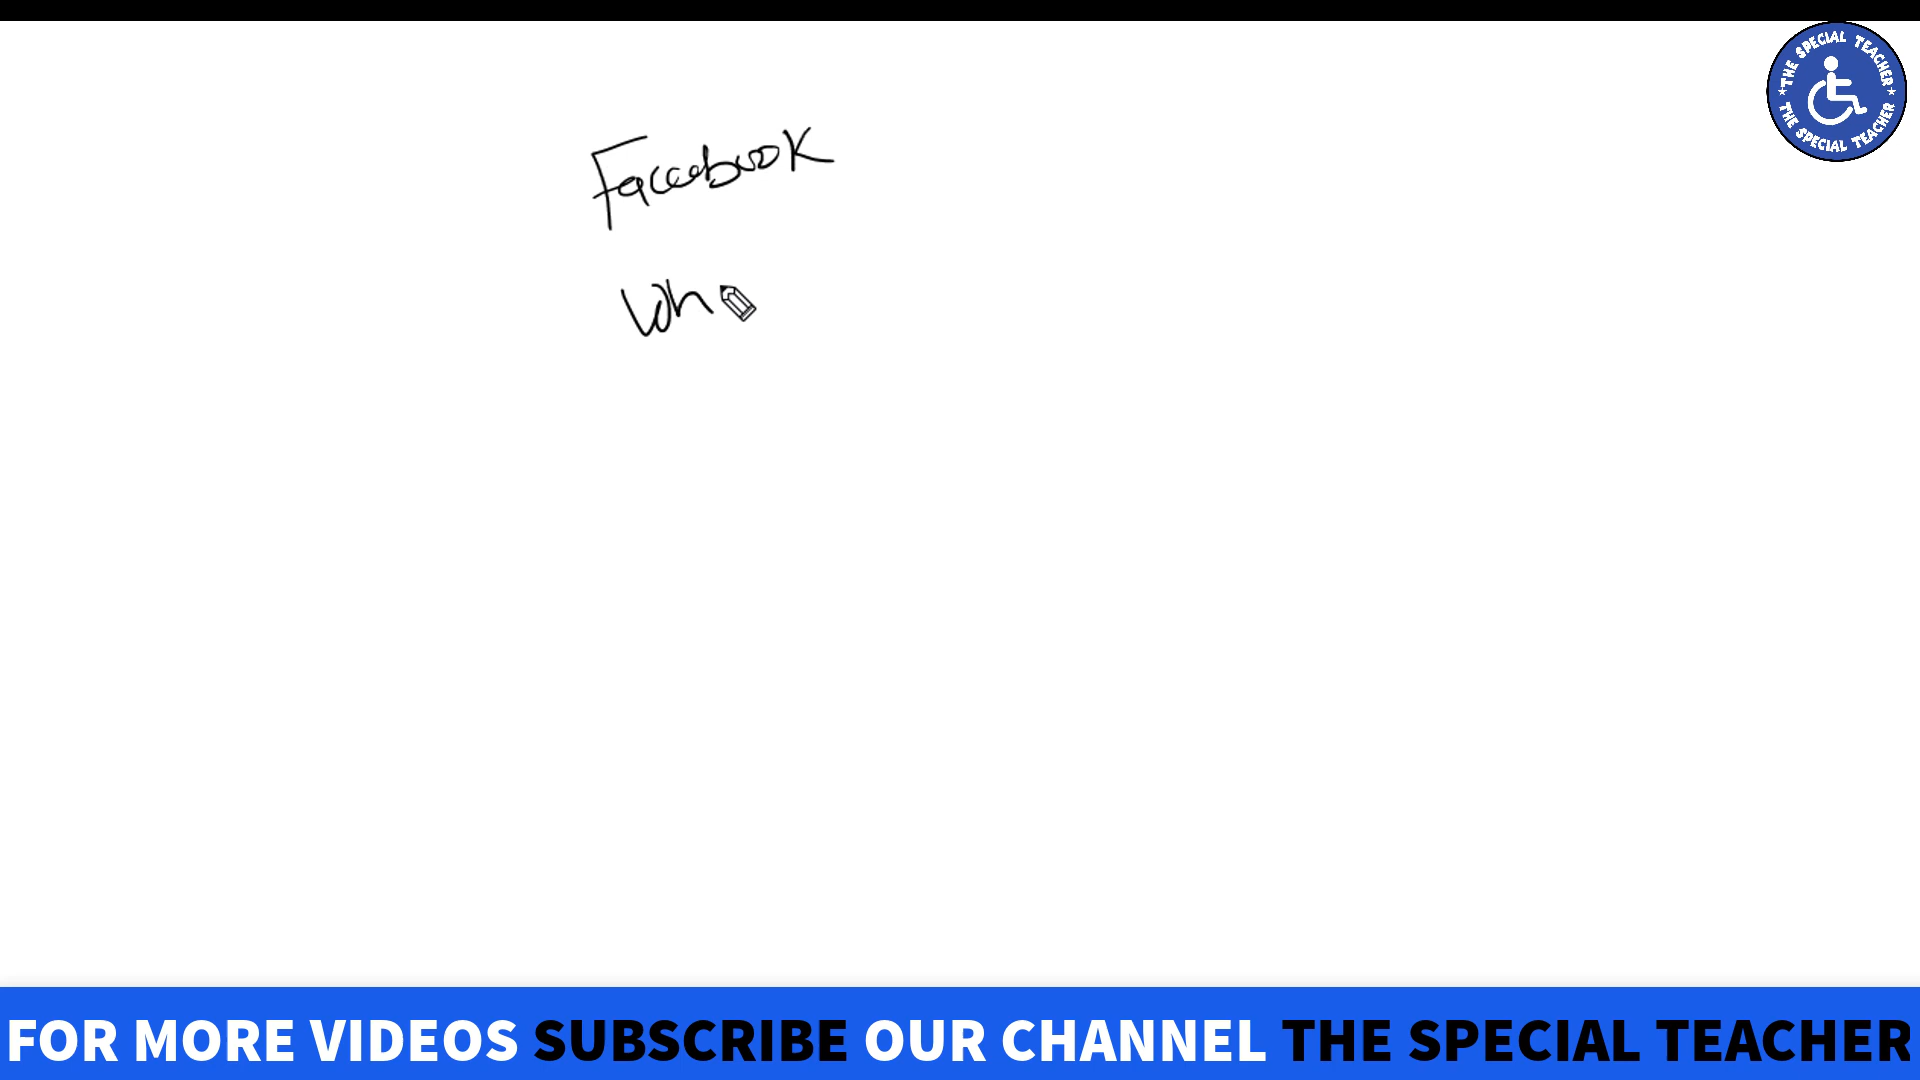 THE SPECIAL TEACHER
THE SPECIAL TEACHER
Facebook
Wh
FOR MORE VIDEOS SUBSCRIBE OUR CHANNEL THE SPECIAL TEACHER